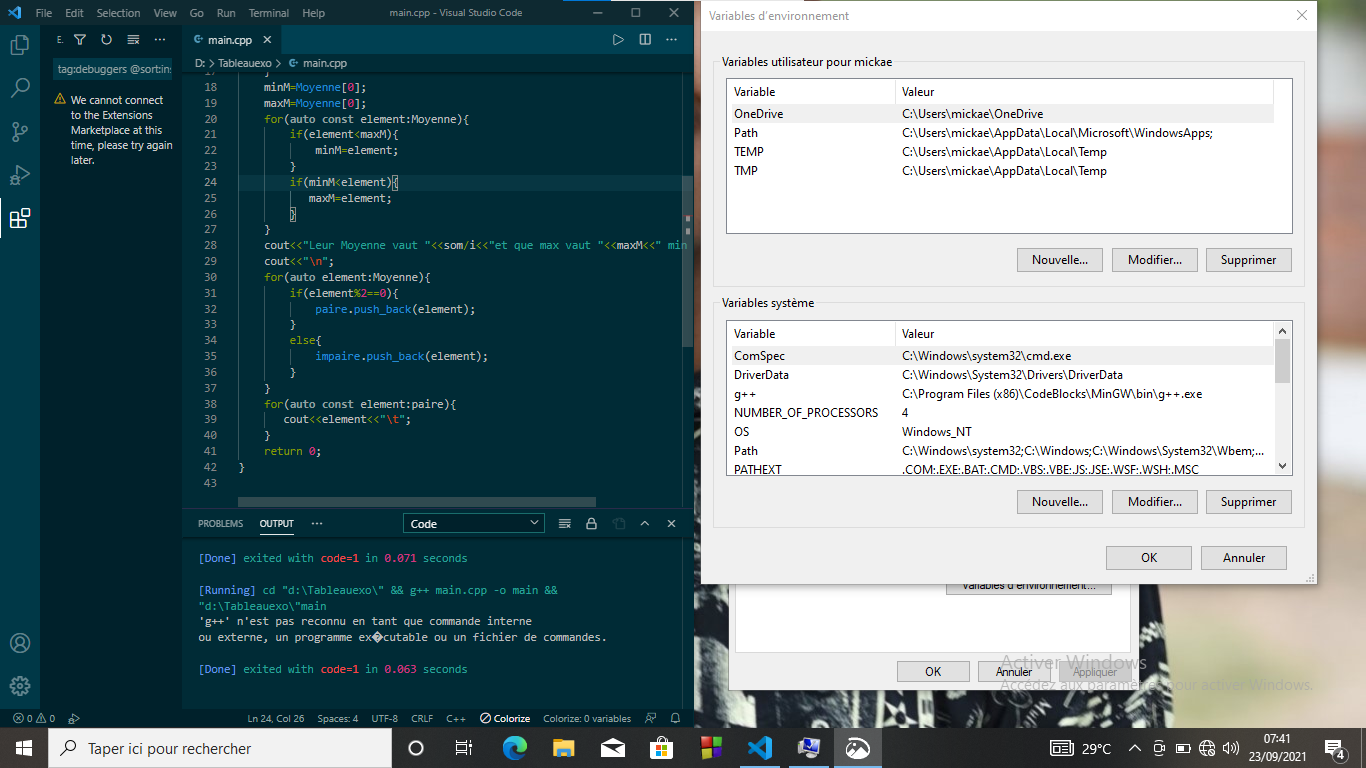 File Edit Selection View Go Run Terminal Help main.cpp - Visual Studio Code
E.
main.cpp
tag:debuggers @sort:ins
D: > Tableauexo > main.cpp
We cannot connect
to the Extensions
Marketplace at this
time, please try again
later.
17 }
18 minM=Moyenne[0];
19 maxM=Moyenne[0];
20 for(auto const element:Moyenne){
21 if(element<maxM){
22 minM=element;
23 }
24 if(minM<element){
25 maxM=element;
26 }
27 }
28 cout<<"Leur Moyenne vaut "<<som/i<<"et que max vaut "<<maxM<<" min
29 cout<<"\n";
30 for(auto element:Moyenne){
31 if(element%2==0){
32 paire.push_back(element);
33 }
34 else{
35 impaire.push_back(element);
36 }
37 }
38 for(auto const element:paire){
39 cout<<element<<"\t";
40 }
41 return 0;
42 }
43
PROBLEMS OUTPUT ... Code
[Done] exited with code=1 in 0.071 seconds
[Running] cd "d:\Tableauexo\" && g++ main.cpp -o main &&
"d:\Tableauexo\"main
'g++' n'est pas reconnu en tant que commande interne
ou externe, un programme ex�cutable ou un fichier de commandes.
[Done] exited with code=1 in 0.063 seconds
0 0 Ln 24, Col 26 Spaces: 4 UTF-8 CRLF C++ Colorize Colorize: 0 variables
Variables d'environnement
Variables utilisateur pour mickae
Variable Valeur
OneDrive C:\Users\mickae\OneDrive
Path C:\Users\mickae\AppData\Local\Microsoft\WindowsApps;
TEMP C:\Users\mickae\AppData\Local\Temp
TMP C:\Users\mickae\AppData\Local\Temp
Nouvelle... Modifier... Supprimer
Variables système
Variable Valeur
ComSpec C:\Windows\system32\cmd.exe
DriverData C:\Windows\System32\Drivers\DriverData
g++ C:\Program Files (x86)\CodeBlocks\MinGW\bin\g++.exe
NUMBER_OF_PROCESSORS 4
OS Windows_NT
Path C:\Windows\system32;C:\Windows;C:\Windows\System32\Wbem;...
PATHEXT .COM;.EXE;.BAT;.CMD;.VBS;.VBE;.JS;.JSE;.WSF;.WSH;.MSC
Nouvelle... Modifier... Supprimer
OK Annuler
Variables d'environnement...
OK Annuler Appliquer
Activer Windows
Accédez aux paramètres pour activer Windows.
Taper ici pour rechercher
29°C
07:41
23/09/2021
4